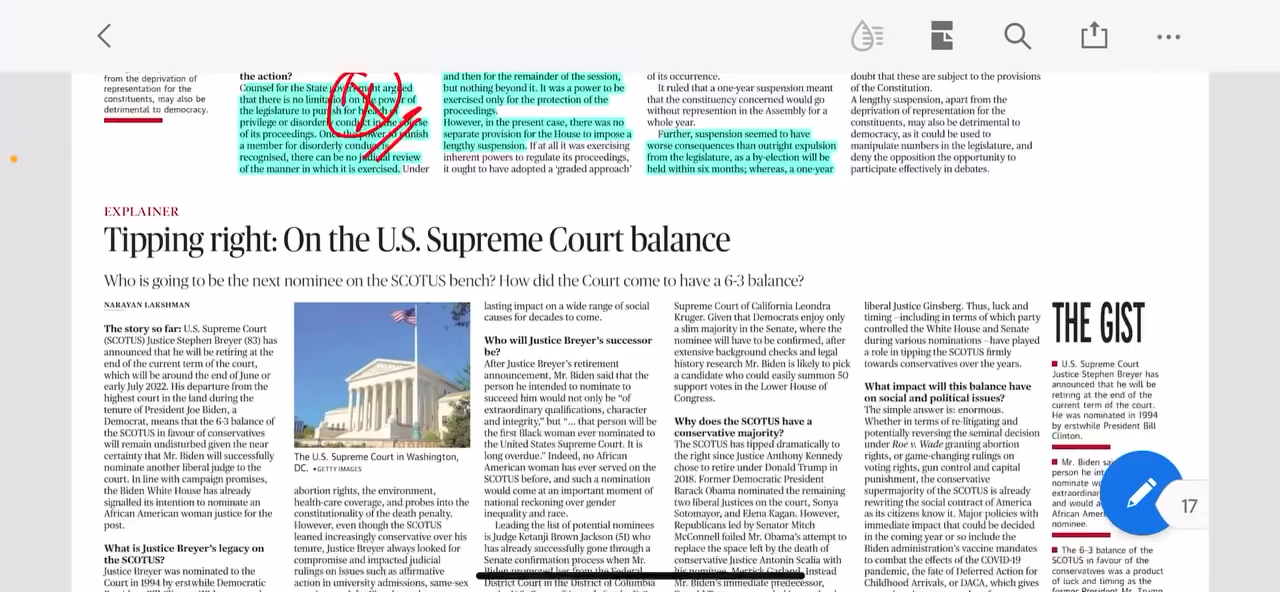 from the deprivation of
representation for the
constituents, may also be
detrimental to democracy.
the action?
Counsel for the State government argued
that there is no limitation on the power of
the legislature to punish for breach of
privilege or disorderly conduct in the course
of its proceedings. Once the power to punish
a member for disorderly conduct is
recognised, there can be no judicial review
of the manner in which it is exercised. Under
and then for the remainder of the session,
but nothing beyond it. It was a power to be
exercised only for the protection of the
proceedings.
However, in the present case, there was no
separate provision for the House to impose a
lengthy suspension. If at all it was exercising
inherent powers to regulate its proceedings,
it ought to have adopted a ‘graded approach’
of its occurrence.
It ruled that a one-year suspension meant
that the constituency concerned would go
without representation in the Assembly for a
whole year.
Further, suspension seemed to have
worse consequences than outright expulsion
from the legislature, as a by-election will be
held within six months; whereas, a one-year
doubt that these are subject to the provisions
of the Constitution.
A lengthy suspension, apart from the
deprivation of representation for the
constituents, may also be detrimental to
democracy, as it could be used to
manipulate numbers in the legislature, and
deny the opposition the opportunity to
participate effectively in debates.
EXPLAINER
Tipping right: On the U.S. Supreme Court balance
Who is going to be the next nominee on the SCOTUS bench? How did the Court come to have a 6-3 balance?
NARAYAN LAKSHMAN
The story so far: U.S. Supreme Court
(SCOTUS) Justice Stephen Breyer (83) has
announced that he will be retiring at the
end of the current term of the court,
which will be around the end of June or
early July 2022. His departure from the
highest court in the land during the
tenure of President Joe Biden, a
Democrat, means that the 6-3 balance of
the SCOTUS in favour of conservatives
will remain undisturbed given the near
certainty that Mr. Biden will successfully
nominate another liberal judge to the
court. In line with campaign promises,
the Biden White House has already
signalled its intention to nominate an
African American woman justice for the
post.
What is Justice Breyer's legacy on
the SCOTUS?
Justice Breyer was nominated to the
Court in 1994 by erstwhile Democratic
The U.S. Supreme Court in Washington,
DC. •GETTY IMAGES
abortion rights, the environment,
health-care coverage, and probes into the
constitutionality of the death penalty.
However, even though the SCOTUS
leaned increasingly conservative over his
tenure, Justice Breyer always looked for
compromise and impacted judicial
rulings on issues such as affirmative
action in university admissions, same-sex
lasting impact on a wide range of social
causes for decades to come.
Who will Justice Breyer's successor
be?
After Justice Breyer's retirement
announcement, Mr. Biden said that the
person he intended to nominate to
succeed him would not only be “of
extraordinary qualifications, character
and integrity,” but “... that person will be
the first Black woman ever nominated to
the United States Supreme Court. It is
long overdue.” Indeed, no African
American woman has ever served on the
SCOTUS before, and such a nomination
would come at an important moment of
national reckoning over gender
inequality and race.
Leading the list of potential nominees
is Judge Ketanji Brown Jackson (51) who
has already successfully gone through a
Senate confirmation process when Mr.
Biden promoted her from the Federal
District Court in the District of Columbia
Supreme Court of California Leondra
Kruger. Given that Democrats enjoy only
a slim majority in the Senate, where the
nominee will have to be confirmed, after
extensive background checks and legal
history research Mr. Biden is likely to pick
a candidate who could easily summon 50
support votes in the Lower House of
Congress.
Why does the SCOTUS have a
conservative majority?
The SCOTUS has tipped dramatically to
the right since Justice Anthony Kennedy
chose to retire under Donald Trump in
2018. Former Democratic President
Barack Obama nominated the remaining
two liberal Justices on the court, Sonya
Sotomayor, and Elena Kagan. However,
Republicans led by Senator Mitch
McConnell foiled Mr. Obama's attempt to
replace the seat left by the death of
conservative Justice Antonin Scalia with
his nominee, Merrick Garland. Instead
Mr. Biden's immediate predecessor,
liberal Justice Ginsberg. Thus, luck and
timing –including in terms of which party
controlled the White House and Senate
during various nominations –have played
a role in tipping the SCOTUS firmly
towards conservatives over the years.
What impact will this balance have
on social and political issues?
The simple answer is: enormous.
Whether in terms of re-litigating and
potentially reversing the seminal decision
under Roe v. Wade granting abortion
rights, or game-changing rulings on
voting rights, gun control and capital
punishment, the conservative
supermajority of the SCOTUS is already
rewriting the social contract of America
as its citizens know it. Major policies with
immediate impact that could be decided
in the coming year or so include the
Biden administration's vaccine mandates
to combat the effects of the COVID-19
pandemic, the fate of Deferred Action for
Childhood Arrivals, or DACA, which gives
THE GIST
U.S. Supreme Court
Justice Stephen Breyer has
announced that he will be
retiring at the end of the
current term of the court.
He was nominated in 1994
by erstwhile President Bill
Clinton.
Mr. Biden
person he
nominate
extraordinar
and would
African
nominee.
The 6-3 balance of the
SCOTUS in favour of the
conservatives was a product
of luck and timing as the
former President Mr. Trump
17